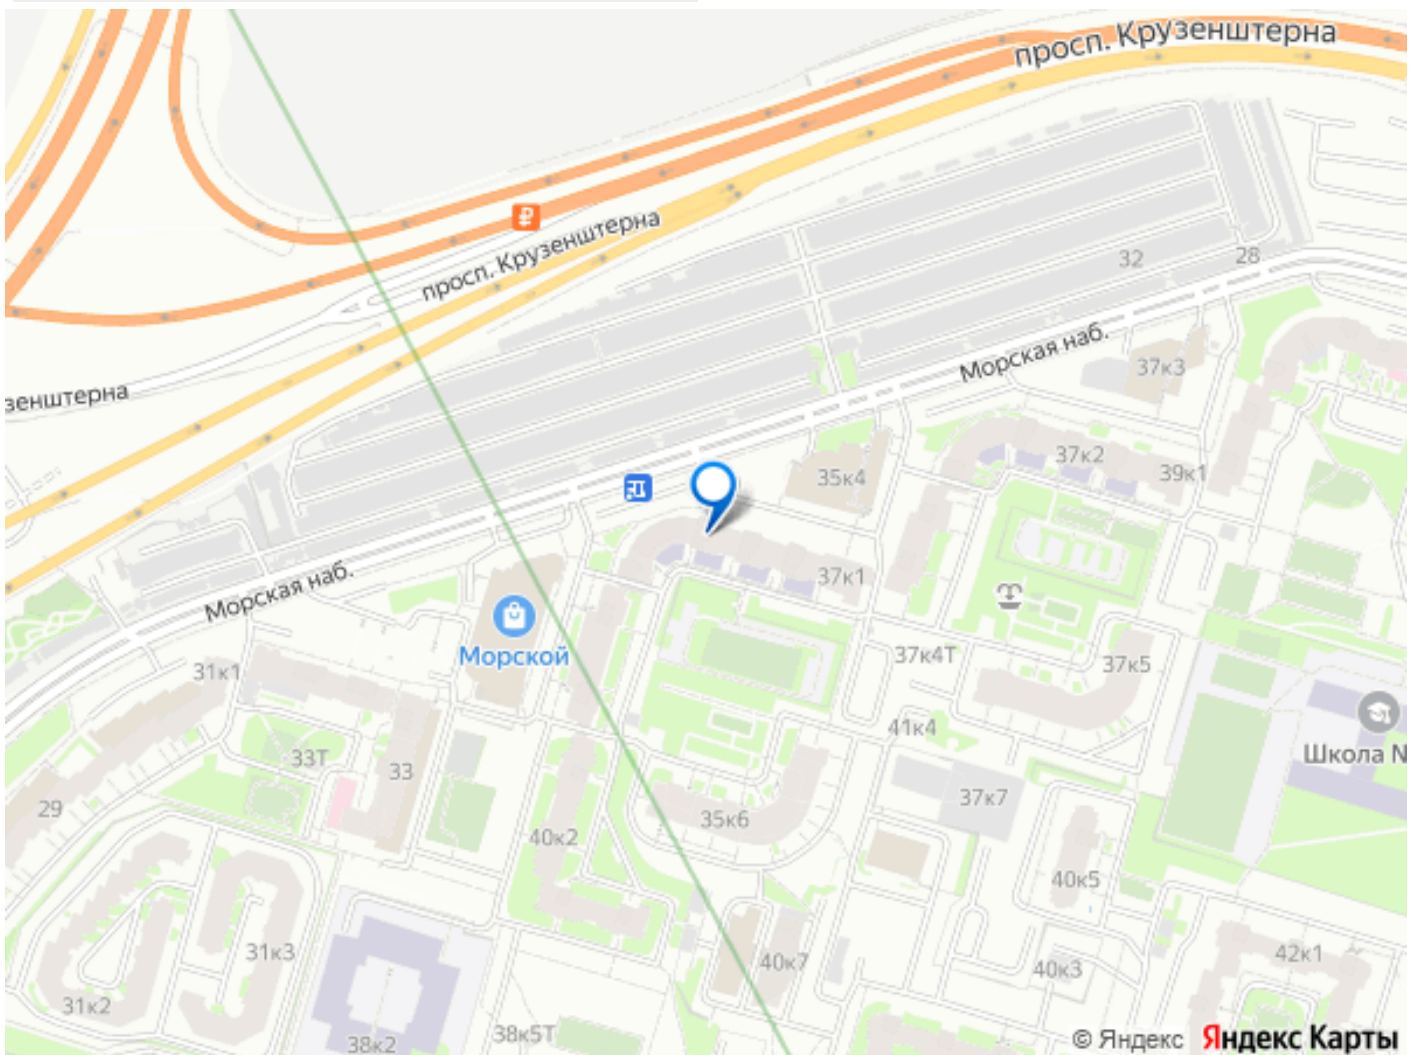 просп. Крузенштерна
₽
просп. Крузенштерна
32
28
Морская наб.
37к3
зенштерна
37к2
39к1
35к4
Морская наб.
37к1
Морской
37к4Т
37к5
31к1
41к4
Школа N
33Т
33
37к7
29
35к6
40к2
40к5
31к3
40к7
42к1
40к3
31к2
38к5Т
38к2
© Яндекс Яндекс Карты